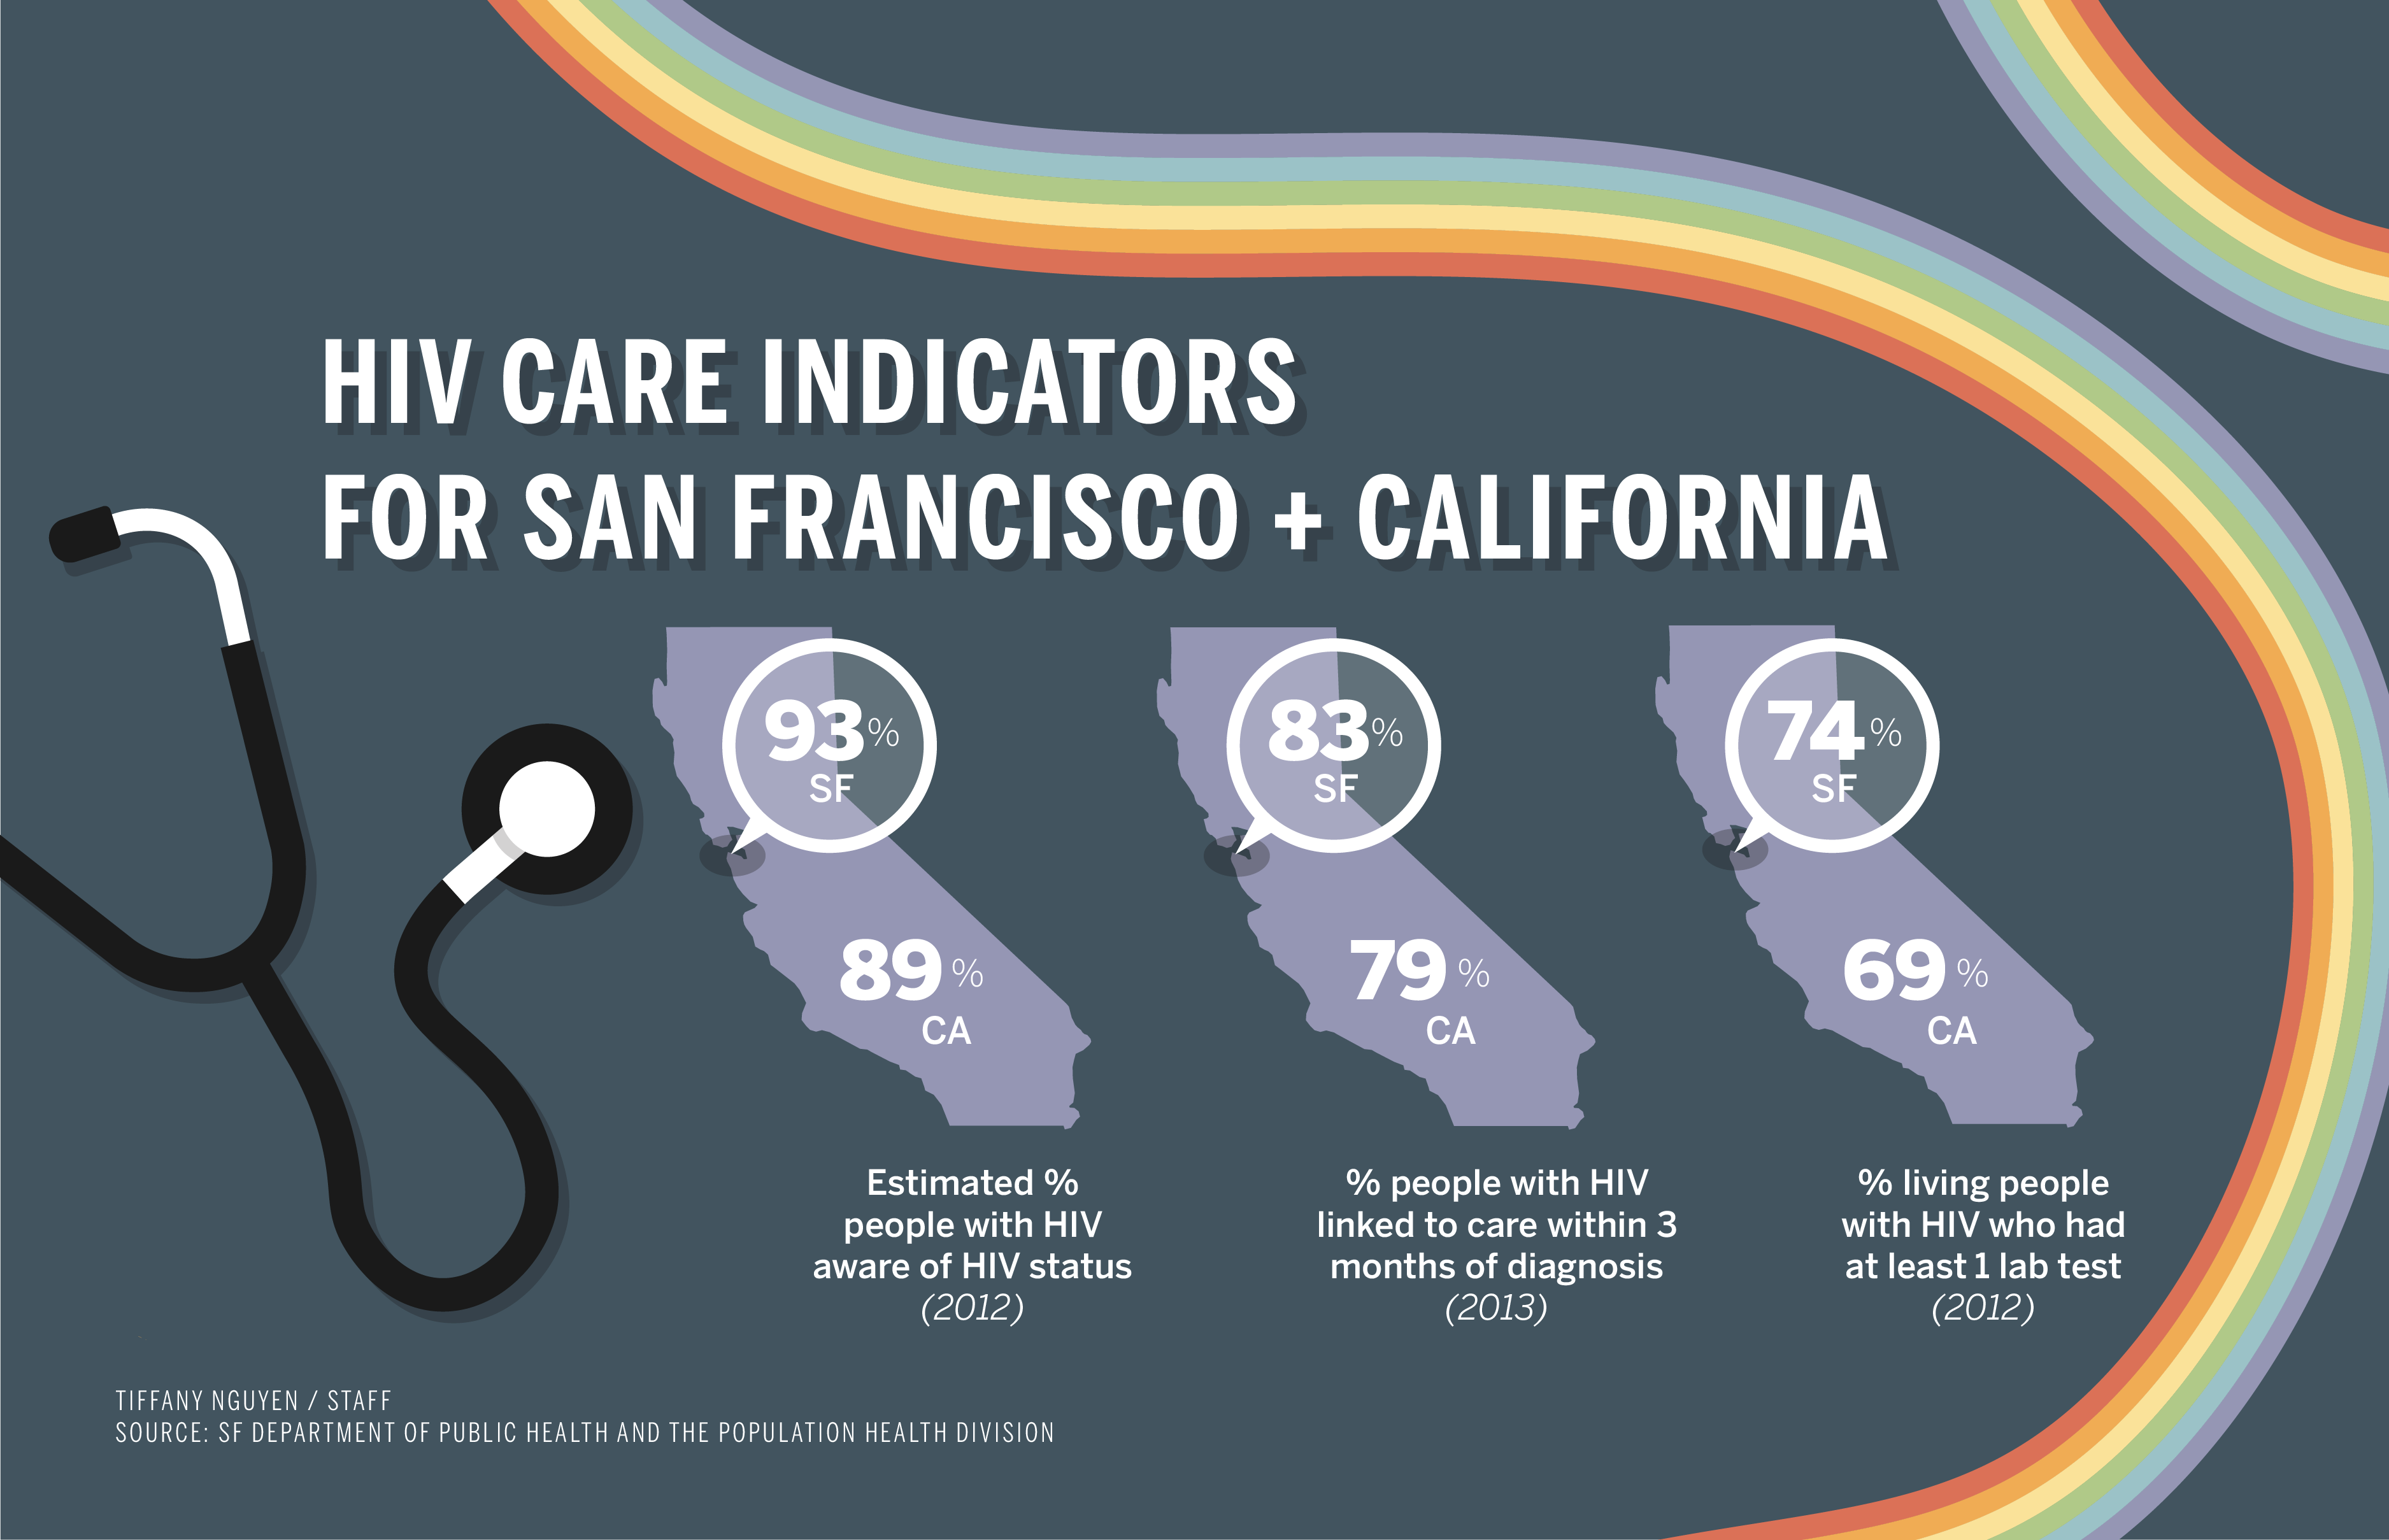 HIV CARE INDICATORS
FOR SAN FRANCISCO + CALIFORNIA
93%
SF
89%
CA
Estimated %
people with HIV
aware of HIV status
(2012)
83%
SF
79%
CA
% people with HIV
linked to care within 3
months of diagnosis
(2013)
74%
SF
69%
CA
% living people
with HIV who had
at least 1 lab test
(2012)
TIFFANY NGUYEN / STAFF
SOURCE: SF DEPARTMENT OF PUBLIC HEALTH AND THE POPULATION HEALTH DIVISION